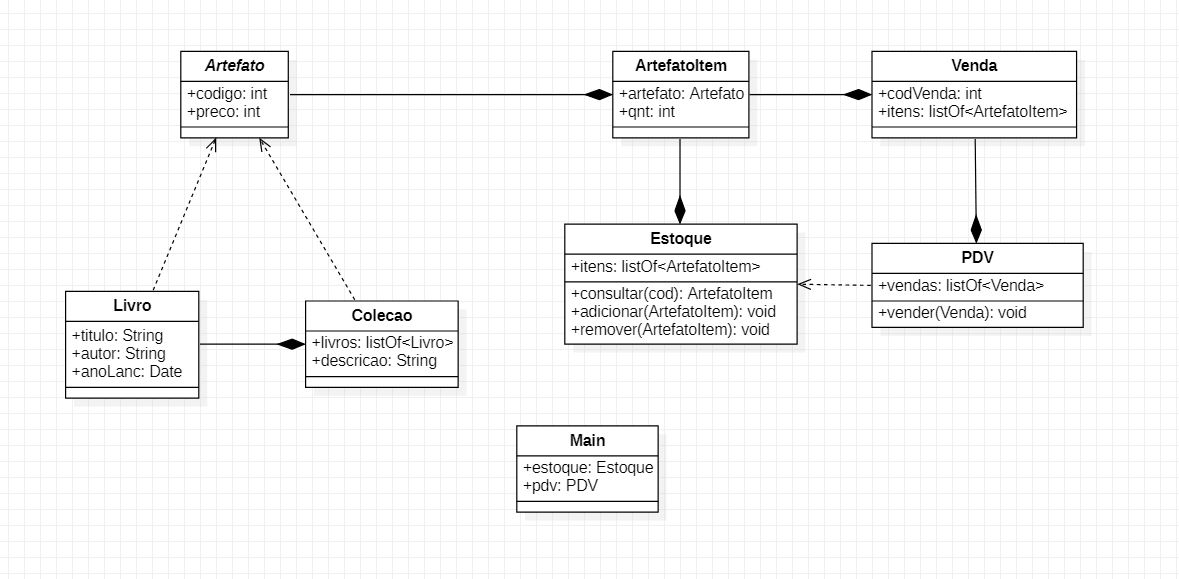 Artefato
+codigo: int
+preco: int
ArtefatoItem
+artefato: Artefato
+qnt: int
Venda
+codVenda: int
+itens: listOf<ArtefatoItem>
Estoque
+itens: listOf<ArtefatoItem>
+consultar(cod): ArtefatoItem
+adicionar(ArtefatoItem): void
+remover(ArtefatoItem): void
PDV
+vendas: listOf<Venda>
+vender(Venda): void
Livro
+titulo: String
+autor: String
+anoLanc: Date
Colecao
+livros: listOf<Livro>
+descricao: String
Main
+estoque: Estoque
+pdv: PDV